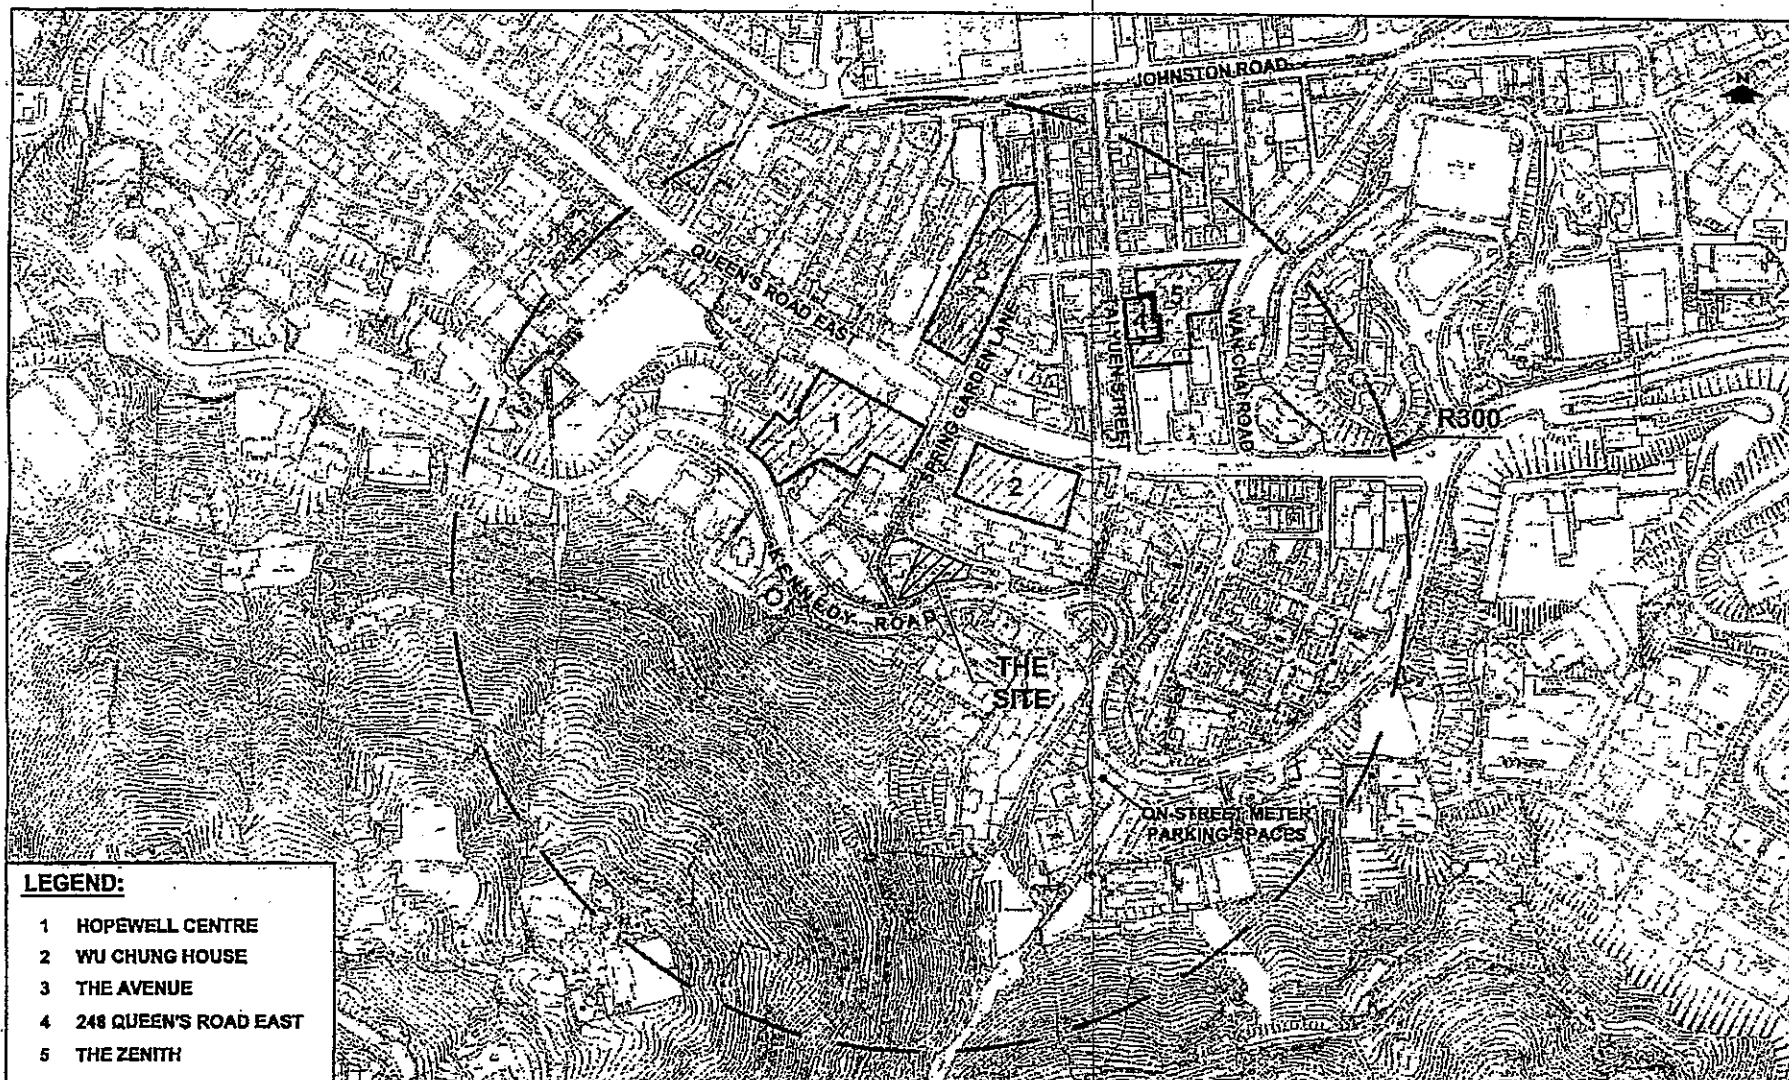 JOHNSTON ROAD
N
QUEEN'S ROAD EAST
3
5
4
SPRING GARDEN LANE
TAI YUEN STREET
WAN CHAI ROAD
R300
1
2
KENNEDY ROAD
THE
SITE
ON-STREET METER
PARKING SPACES
LEGEND:
1 HOPEWELL CENTRE
2 WU CHUNG HOUSE
3 THE AVENUE
4 248 QUEEN'S ROAD EAST
5 THE ZENITH